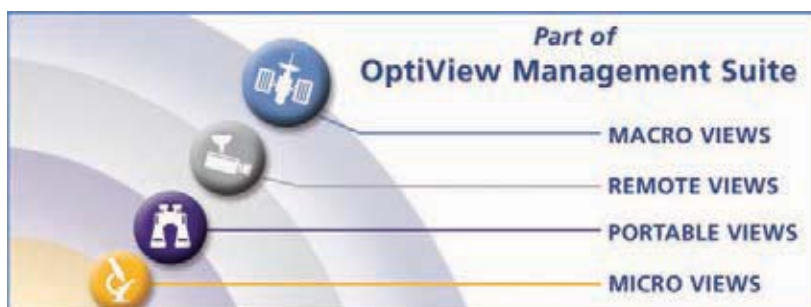 Part of
OptiView Management Suite
MACRO VIEWS
REMOTE VIEWS
PORTABLE VIEWS
MICRO VIEWS